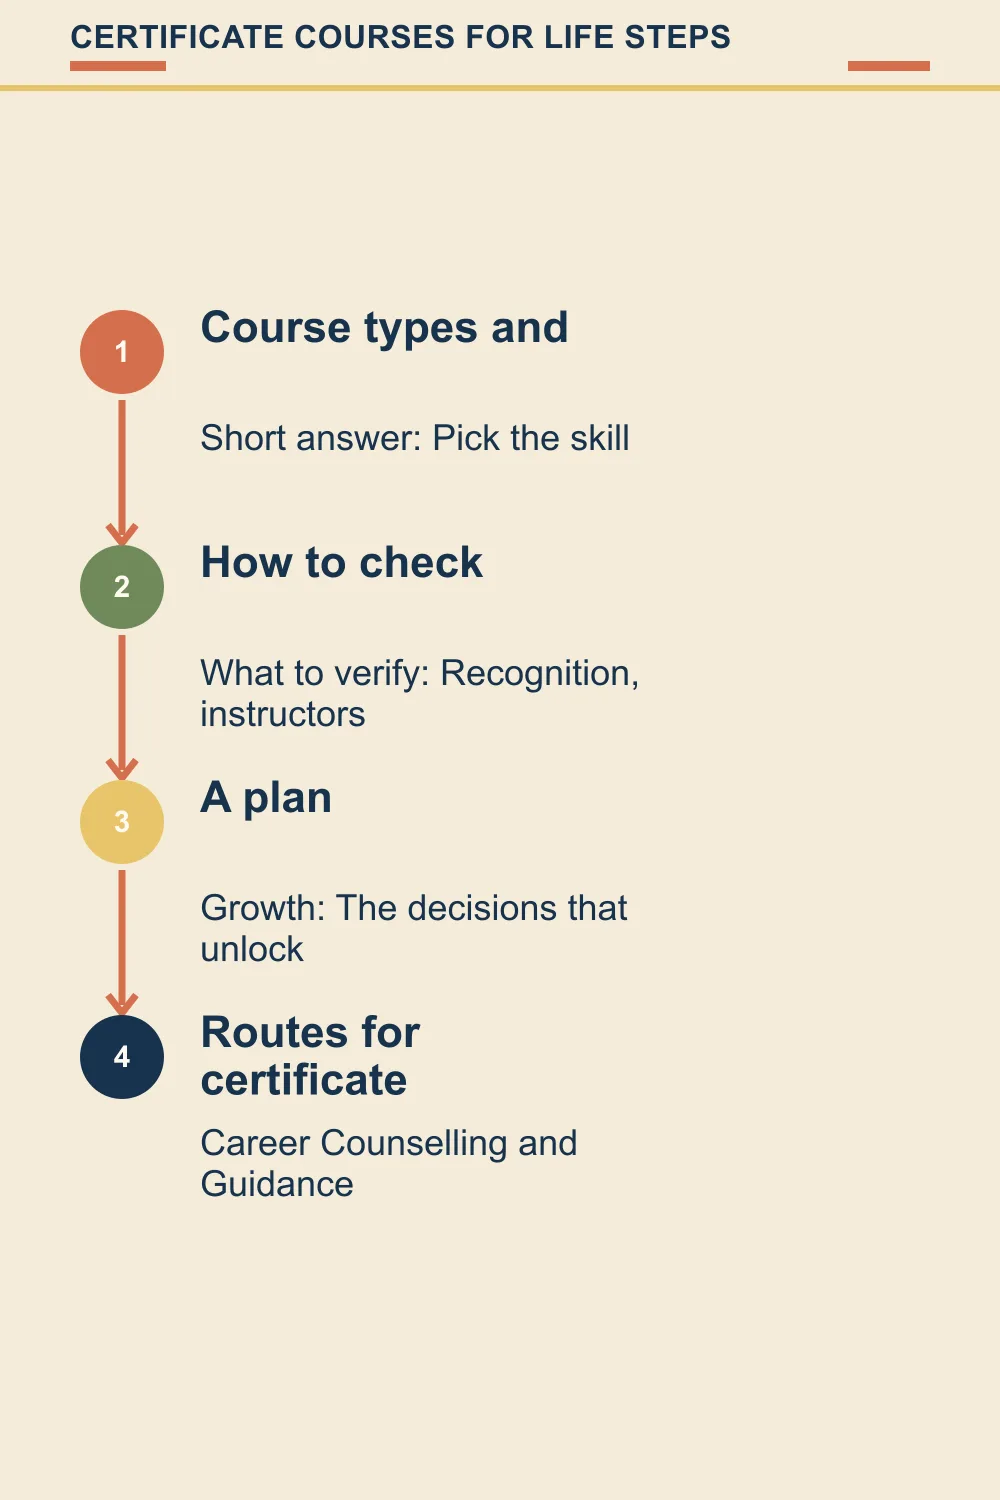 CERTIFICATE COURSES FOR LIFE STEPS
1
Course types and
Short answer: Pick the skill
2
How to check
What to verify: Recognition,
instructors
3
A plan
Growth: The decisions that
unlock
4
Routes for
certificate
Career Counselling and
Guidance